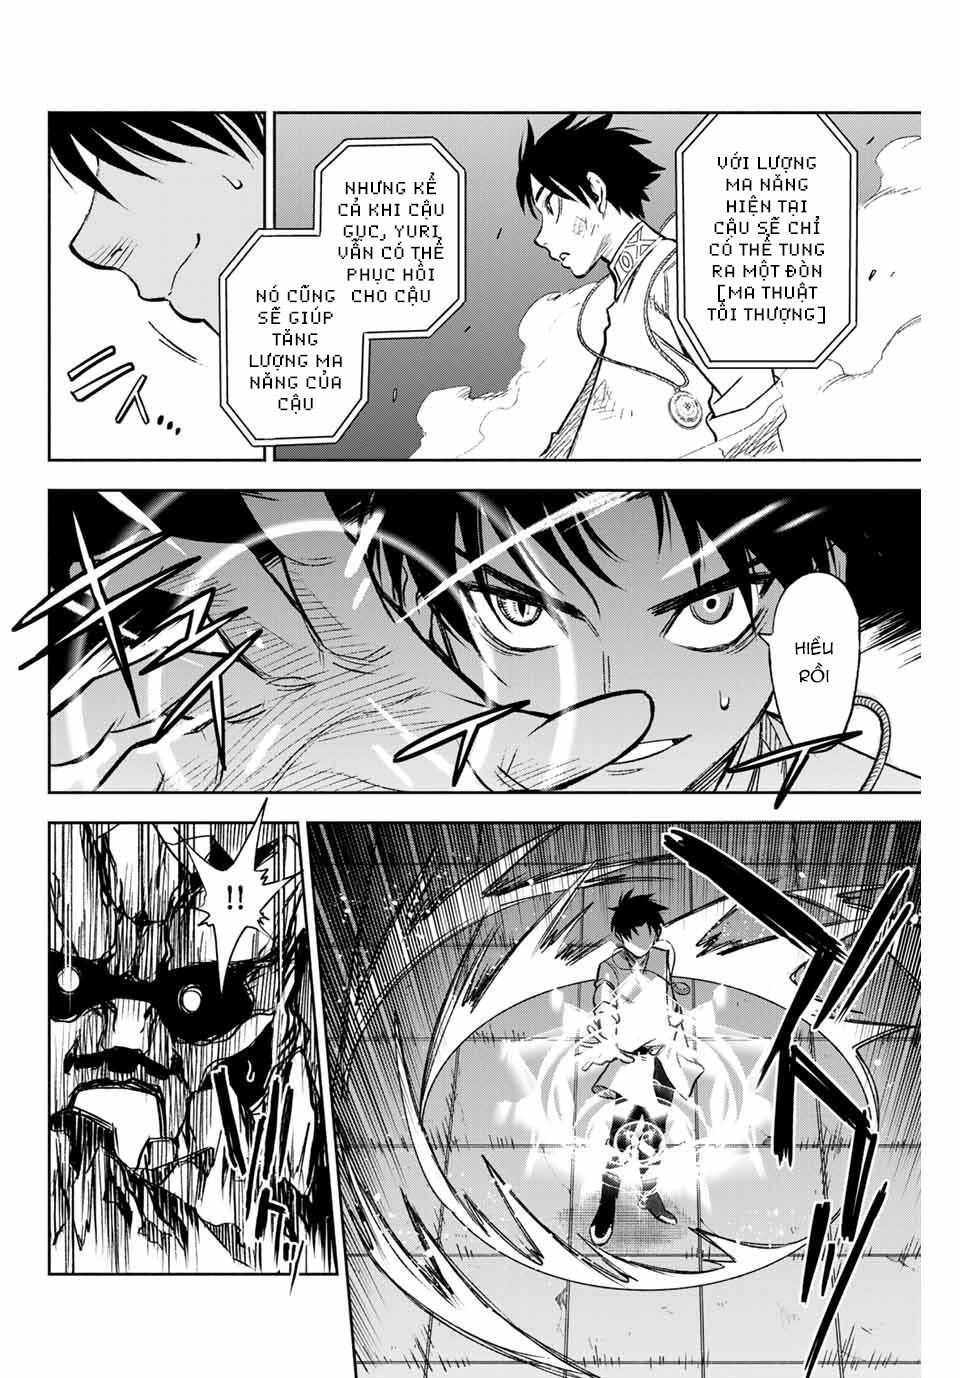 VỚI LƯỢNG
MA NĂNG
HIỆN TẠI
CẬU SẼ CHỈ
CÓ THỂ TUNG
RA MỘT ĐÒN
[MA THUẬT
TỐI THƯỢNG]
NHƯNG KỂ
CẢ KHI CẬU
GỤC, YURI
VẪN CÓ THỂ
PHỤC HỒI
CHO CẬU
NÓ CŨNG
SẼ GIÚP
TĂNG
LƯỢNG MA
NĂNG CỦA
CẬU
HIỂU
RỒI
!!